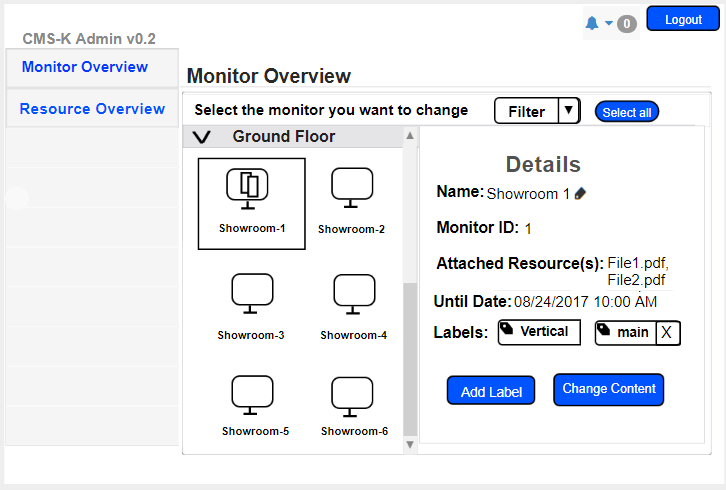 0
Logout
CMS-K Admin v0.2
Monitor Overview
Resource Overview
Monitor Overview
Select the monitor you want to change
Filter
Select all
Ground Floor
Showroom-1
Showroom-2
Showroom-3
Showroom-4
Showroom-5
Showroom-6
Details
Name: Showroom 1
Monitor ID: 1
Attached Resource(s): File1.pdf,
File2.pdf
Until Date: 08/24/2017 10:00 AM
Labels: Vertical main X
Add Label
Change Content